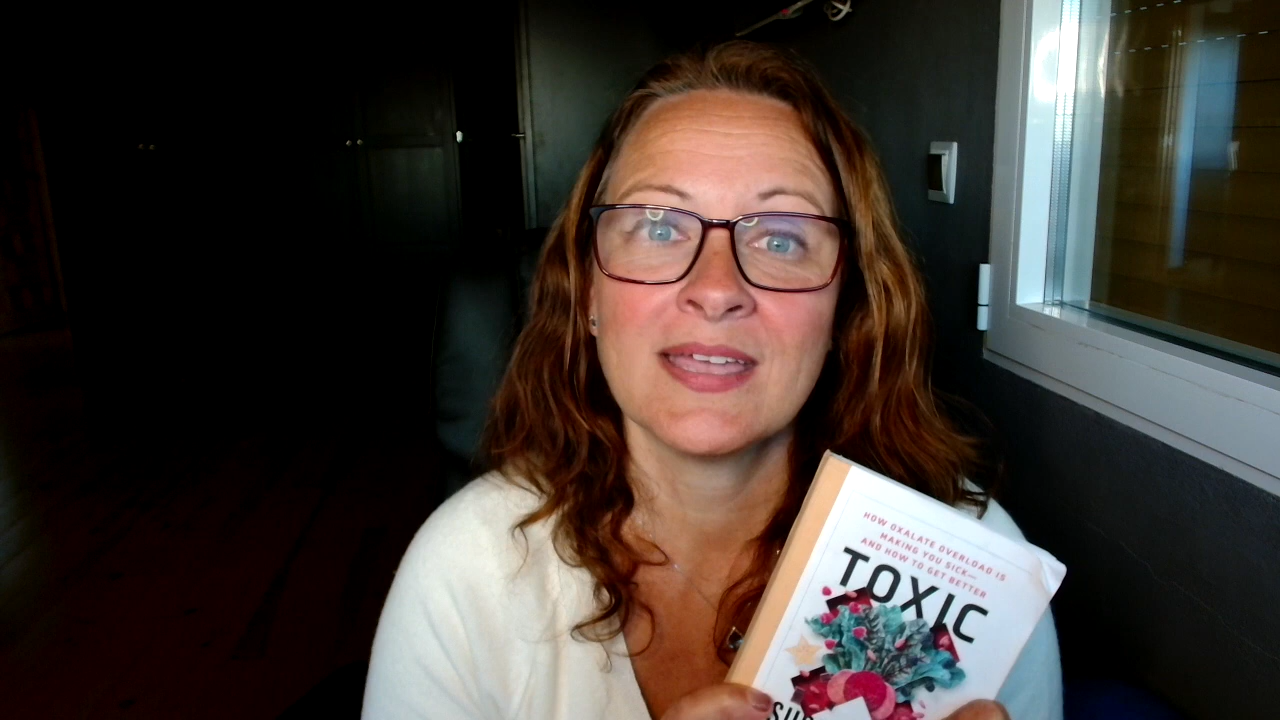 HOW OXALATE OVERLOAD IS
MAKING YOU SICK—
AND HOW TO GET BETTER
TOXIC